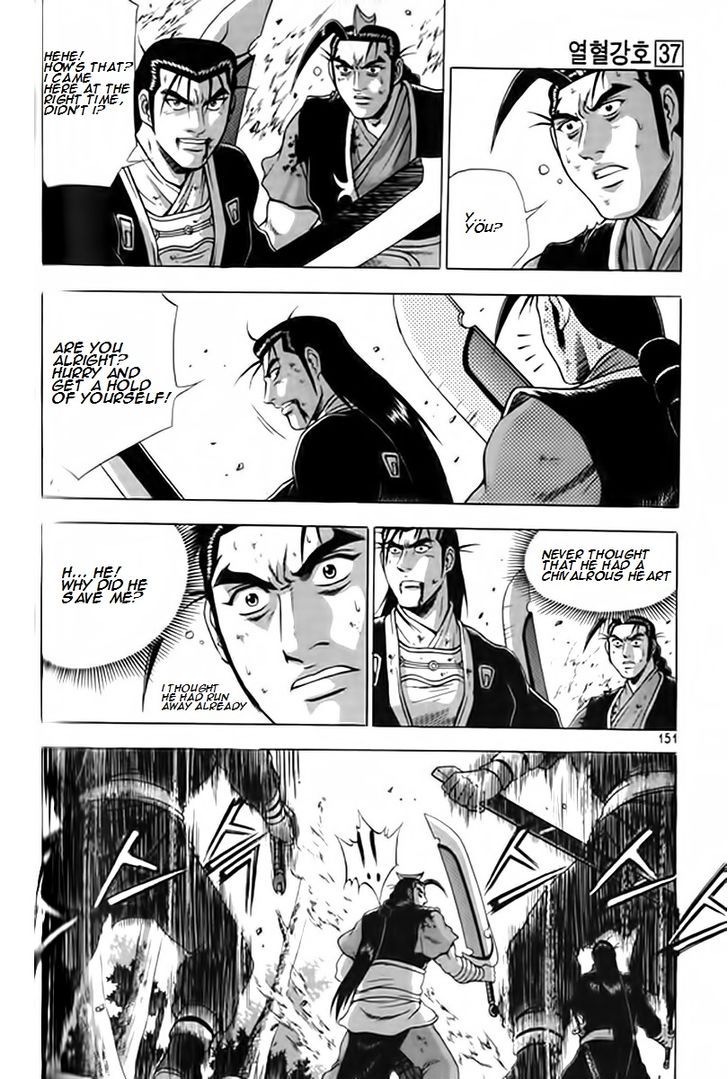 열혈강호 37
HEHE!
HOW'S THAT?
I CAME
HERE AT THE
RIGHT TIME,
DIDN'T I?
Y...
YOU?
ARE YOU
ALRIGHT?
HURRY AND
GET A HOLD
OF YOURSELF!
H... HE!
WHY DID HE
SAVE ME?
I THOUGHT
HE HAD RUN
AWAY ALREADY
NEVER THOUGHT
THAT HE HAD A
CHIVALROUS HEART
151
!!